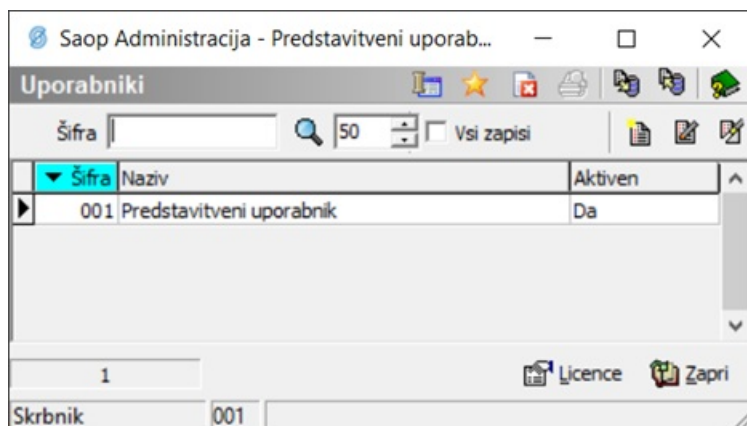 Saop Administracija - Predstavitveni uporab...
Uporabniki
Šifra 50 Vsi zapisi
Šifra Naziv Aktiven
001 Predstavitveni uporabnik Da
1 Licence Zapri
Skrbnik 001